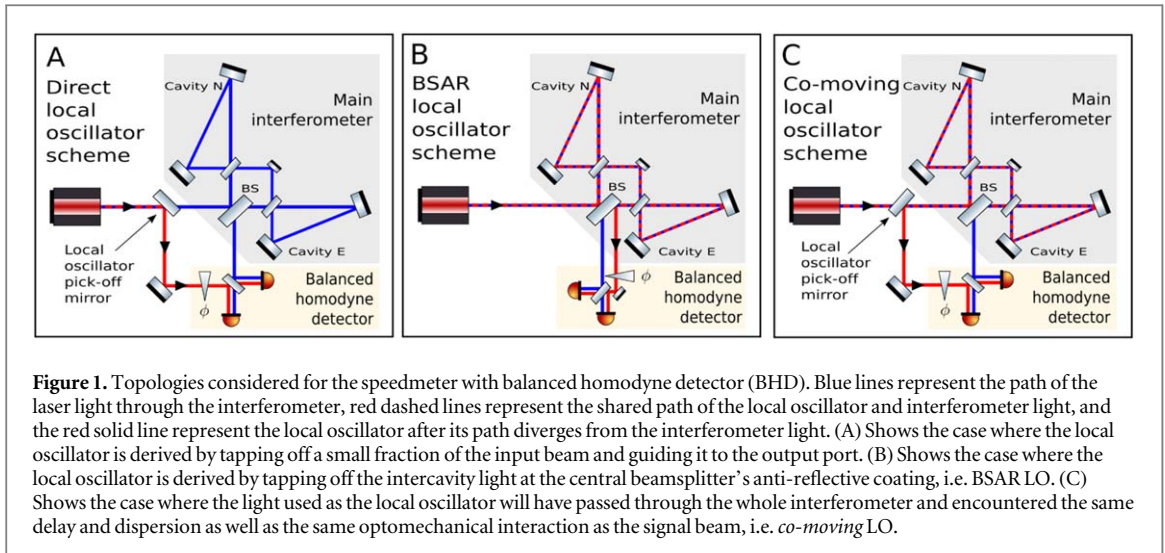 A
Direct
local
oscillator
scheme
Cavity N
Main
interferometer
BS
Local
oscillator
pick-off
mirror
Cavity E
ϕ
Balanced
homodyne
detector
B
BSAR
local
oscillator
scheme
Cavity N
Main
interferometer
BS
Cavity E
ϕ
Balanced
homodyne
detector
C
Co-moving
local
oscillator
scheme
Cavity N
Main
interferometer
BS
Local
oscillator
pick-off
mirror
Cavity E
ϕ
Balanced
homodyne
detector
Figure 1. Topologies considered for the speedmeter with balanced homodyne detector (BHD). Blue lines represent the path of the
laser light through the interferometer, red dashed lines represent the shared path of the local oscillator and interferometer light, and
the red solid line represent the local oscillator after its path diverges from the interferometer light. (A) Shows the case where the local
oscillator is derived by tapping off a small fraction of the input beam and guiding it to the output port. (B) Shows the case where the
local oscillator is derived by tapping off the intercavity light at the central beamsplitter's anti-reflective coating, i.e. BSAR LO. (C)
Shows the case where the light used as the local oscillator will have passed through the whole interferometer and encountered the same
delay and dispersion as well as the same optomechanical interaction as the signal beam, i.e. co-moving LO.